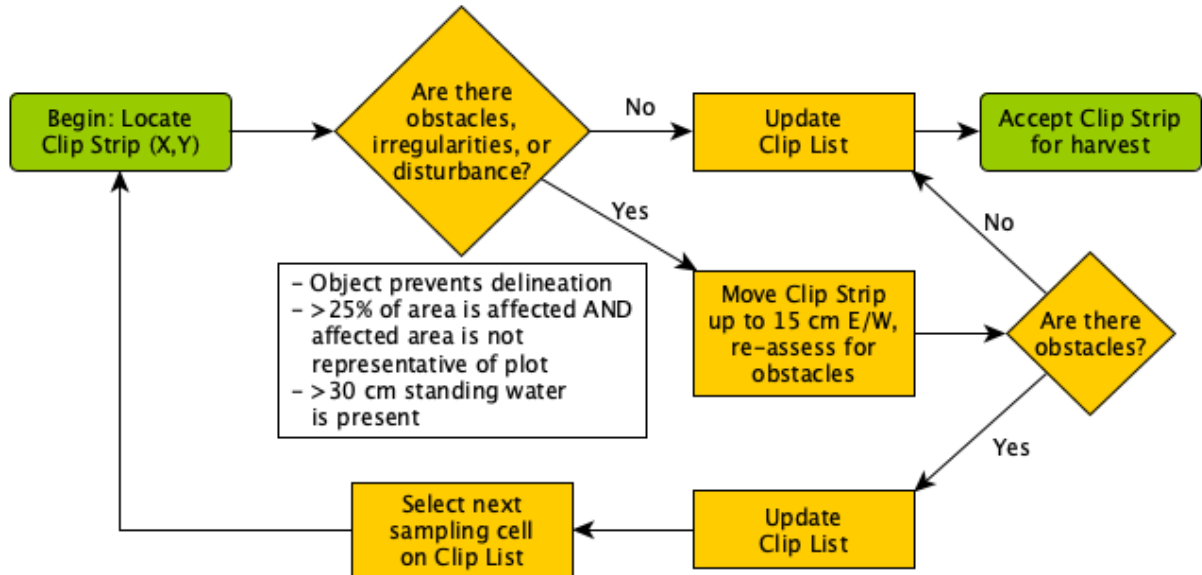 Begin: Locate
Clip Strip (X,Y)
Are there
obstacles,
irregularities, or
disturbance?
No
Update
Clip List
Accept Clip Strip
for harvest
Yes
No
– Object prevents delineation
– >25% of area is affected AND
affected area is not
representative of plot
– >30 cm standing water
is present
Move Clip Strip
up to 15 cm E/W,
re-assess for
obstacles
Are there
obstacles?
Yes
Select next
sampling cell
on Clip List
Update
Clip List